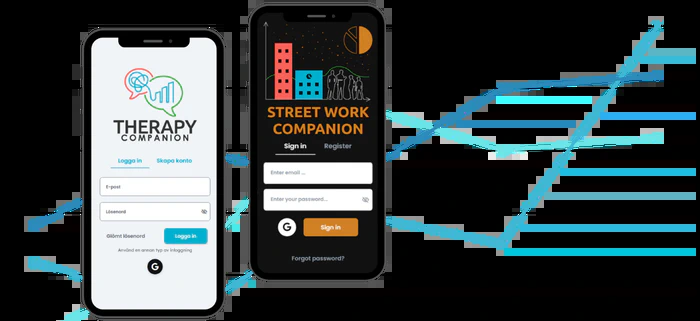 THERAPY
COMPANION
Logga in
Skapa konto
E-post
Lösenord
Glömt lösenord
Logga in
Använd en annan typ av inloggning
G
STREET WORK
COMPANION
Sign in
Register
Enter email ...
Enter your password...
G
Sign in
Forgot password?